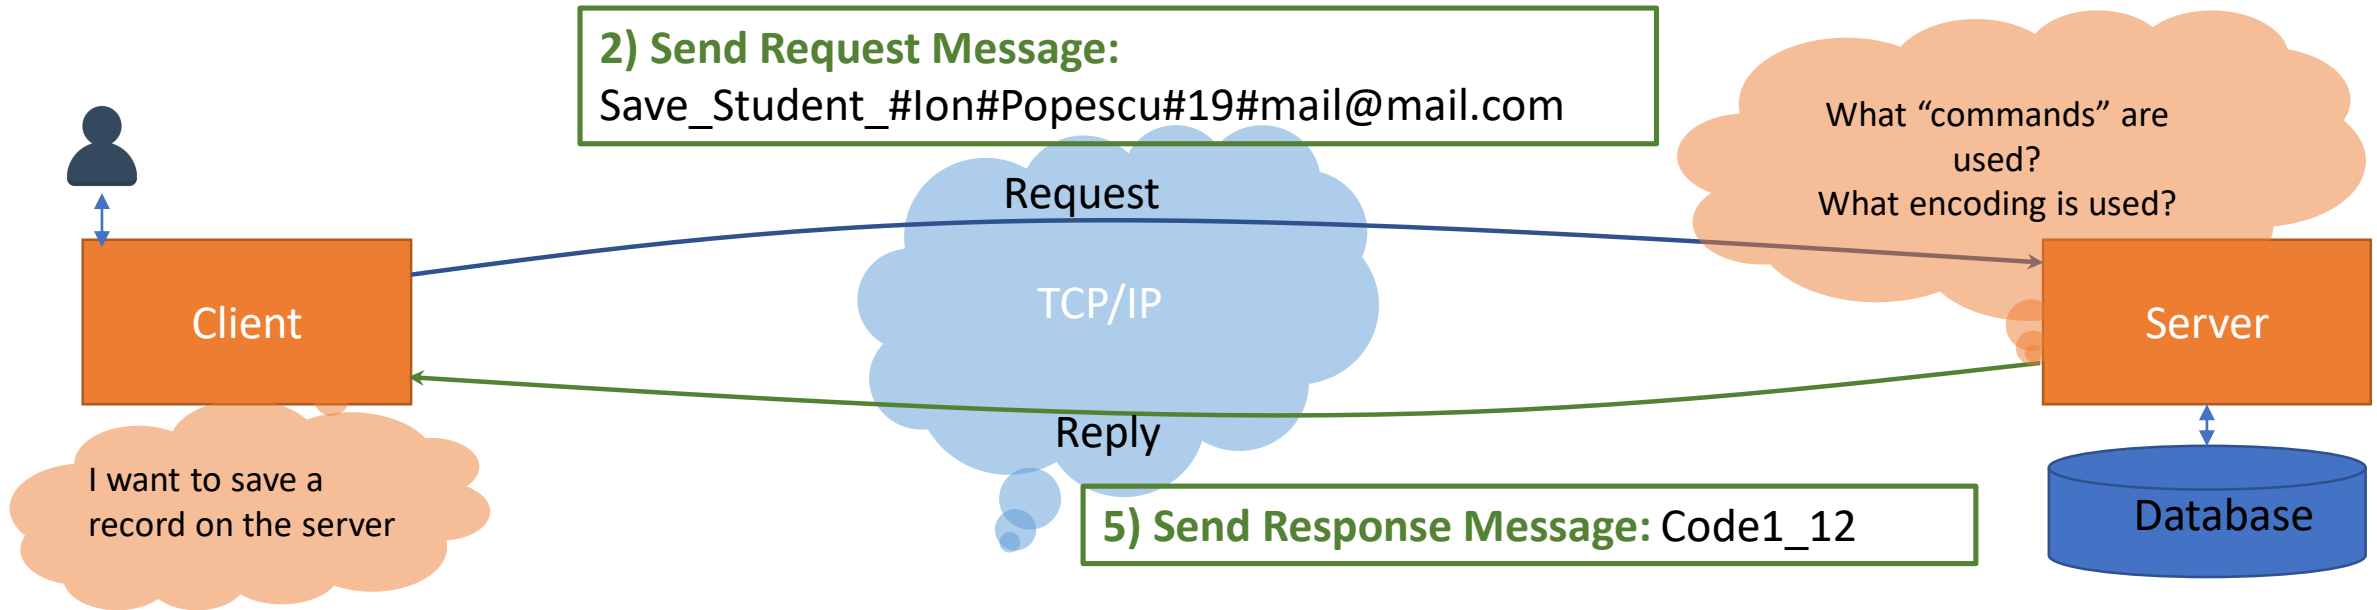 2) Send Request Message:
Save_Student_#Ion#Popescu#19#mail@mail.com
What “commands” are
used?
What encoding is used?
Request
TCP/IP
Client
Server
Reply
I want to save a
record on the server
5) Send Response Message: Code1_12
Database